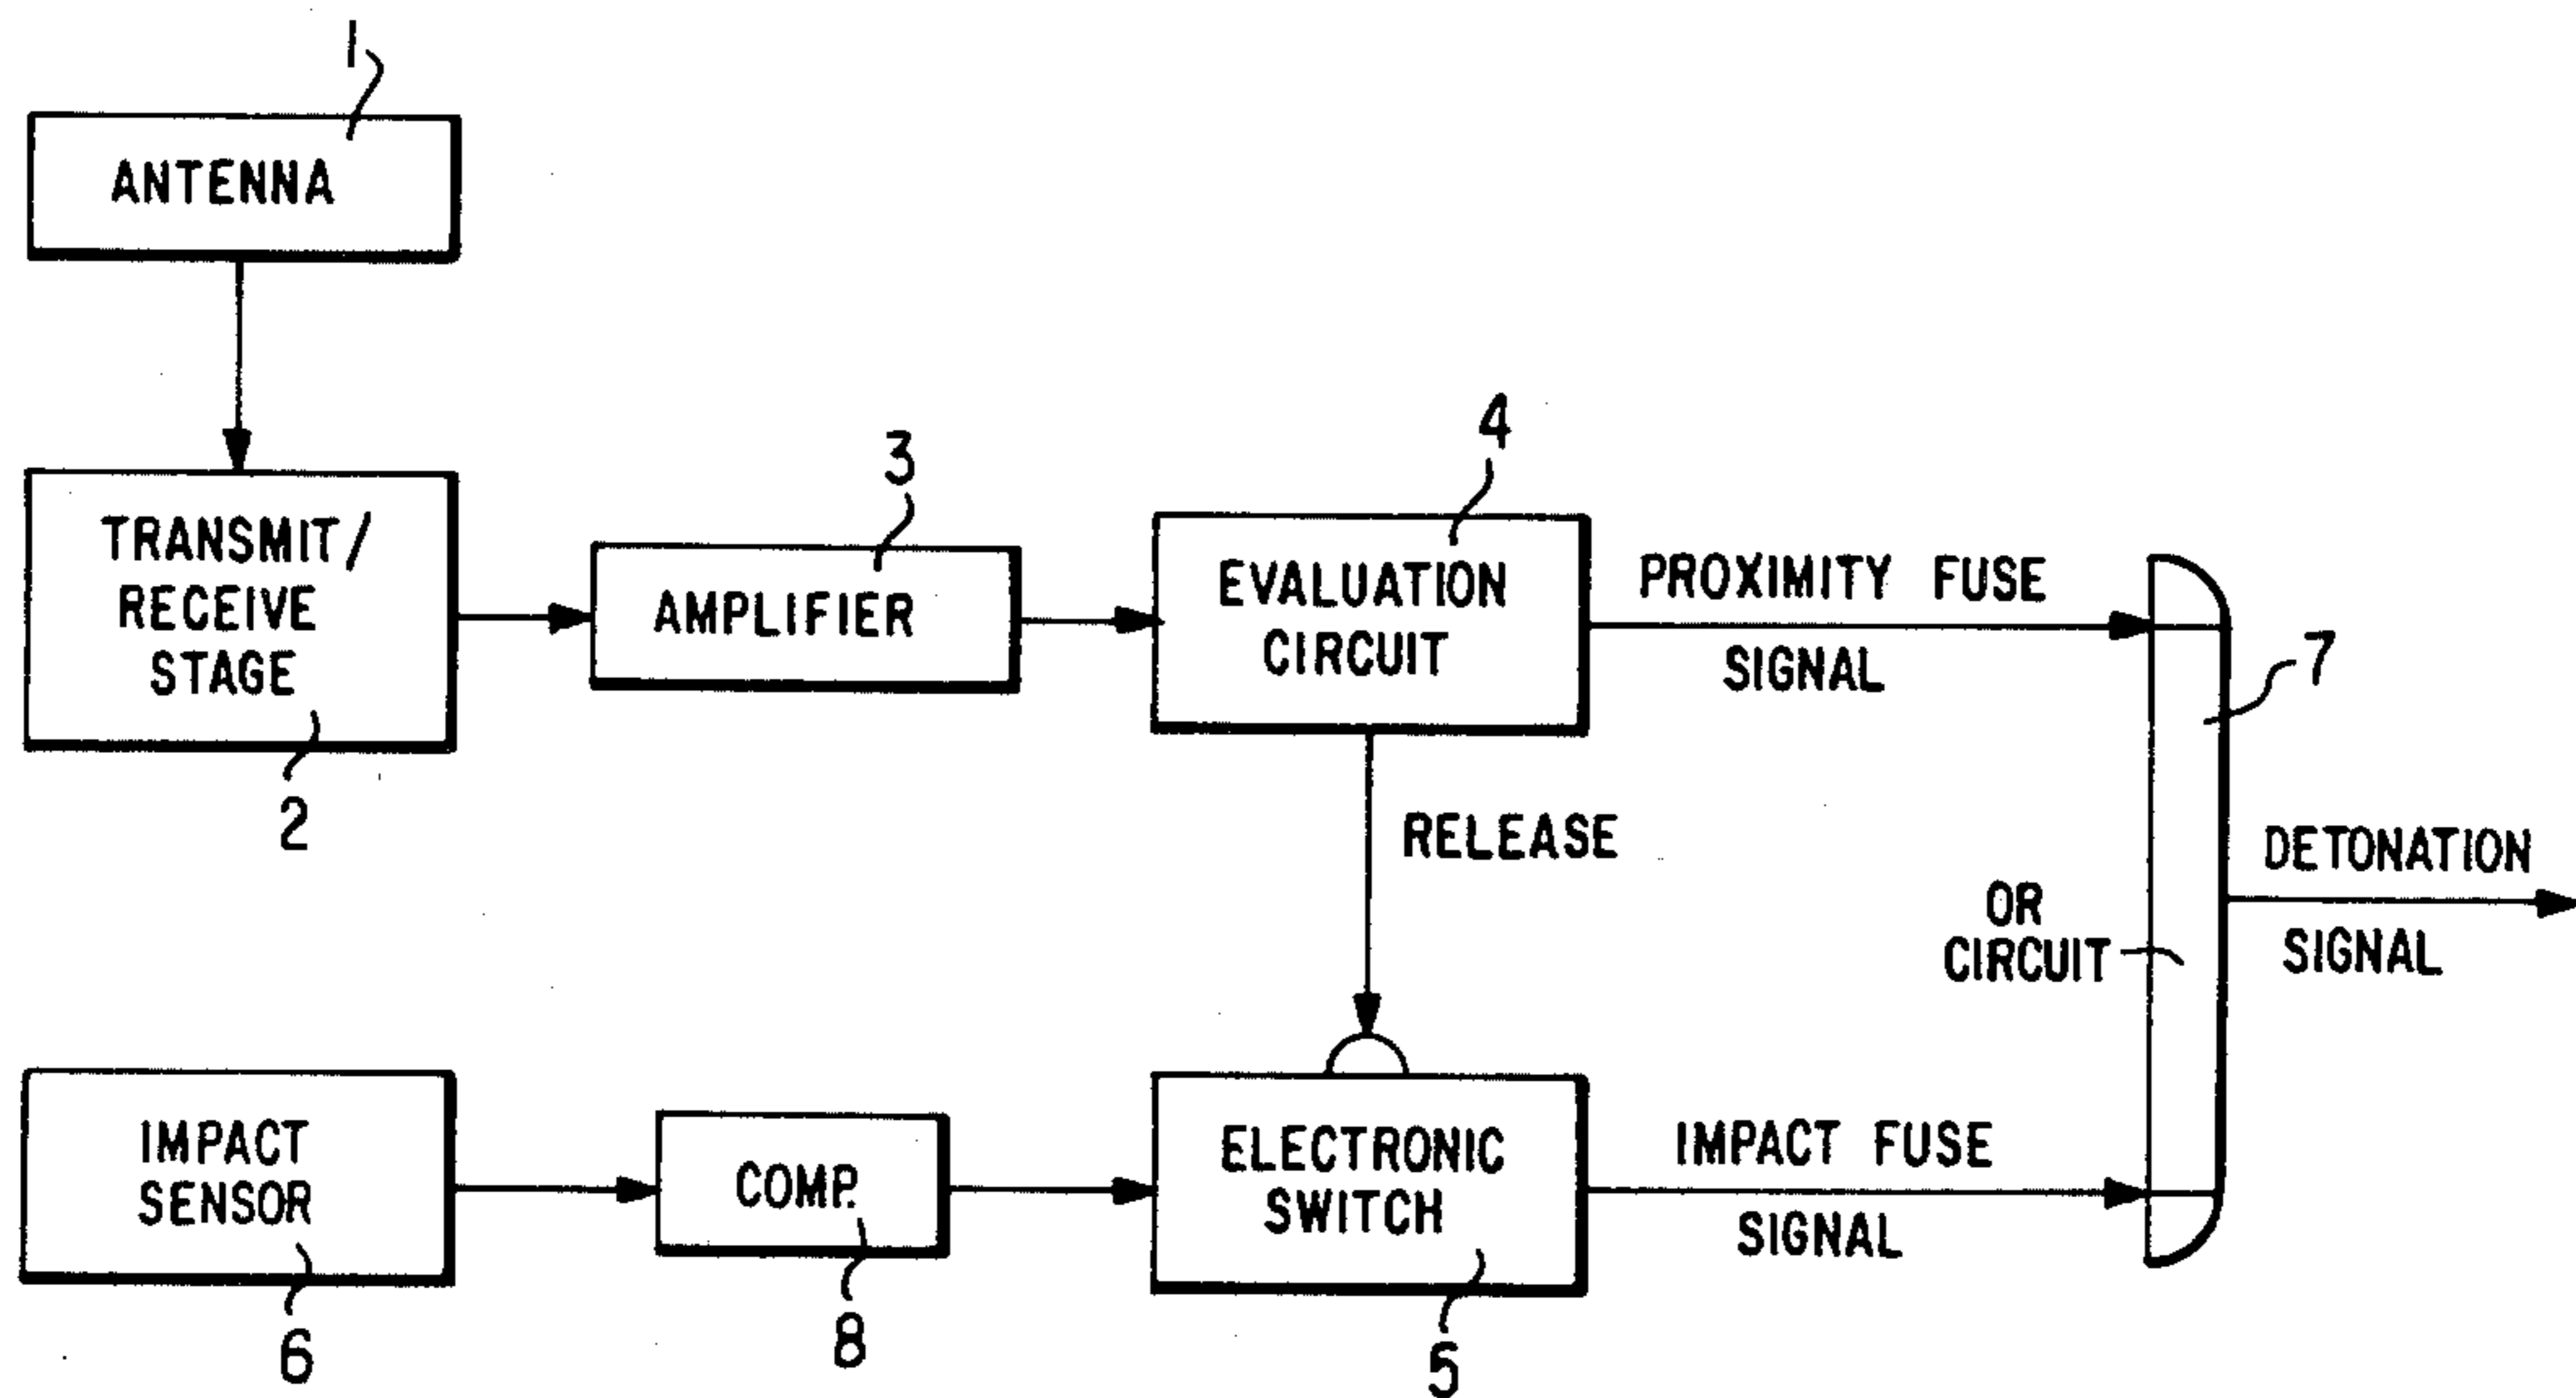 1
ANTENNA
TRANSMIT/
RECEIVE
STAGE
2
3
AMPLIFIER
4
EVALUATION
CIRCUIT
PROXIMITY FUSE
SIGNAL
7
RELEASE
OR
CIRCUIT
DETONATION
SIGNAL
IMPACT
SENSOR
6
COMP.
8
ELECTRONIC
SWITCH
5
IMPACT FUSE
SIGNAL